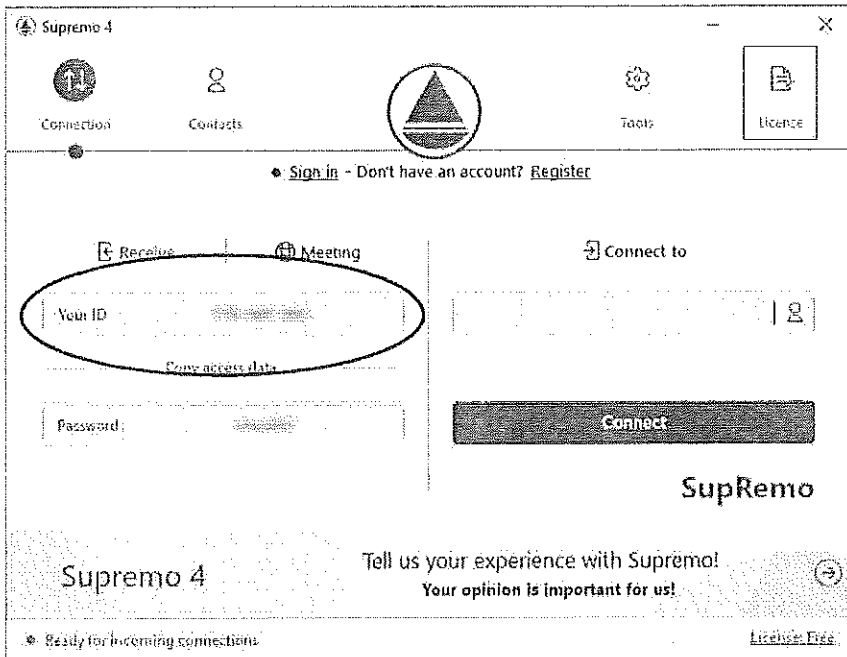 Supremo 4
Connection
Contacts
Tools
Licence
Sign in - Don't have an account? Register
Receive
Meeting
Connect to
Your ID
Copy access data
Password:
Connect
SupRemo
Supremo 4
Tell us your experience with Supremo!
Your opinion is important for us!
Ready for incoming connections
License: Free